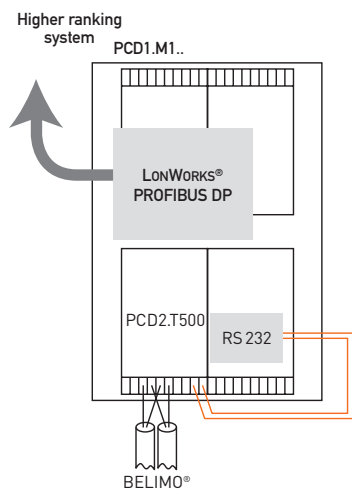 Higher ranking
system
PCD1.M1..
LONWORKS®
PROFIBUS DP
PCD2.T500
RS 232
BELIMO®